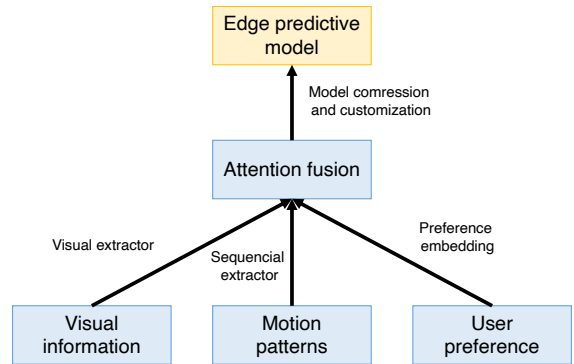 Edge predictive
model
Model comression
and customization
Attention fusion
Visual extractor
Sequencial
extractor
Preference
embedding
Visual
information
Motion
patterns
User
preference